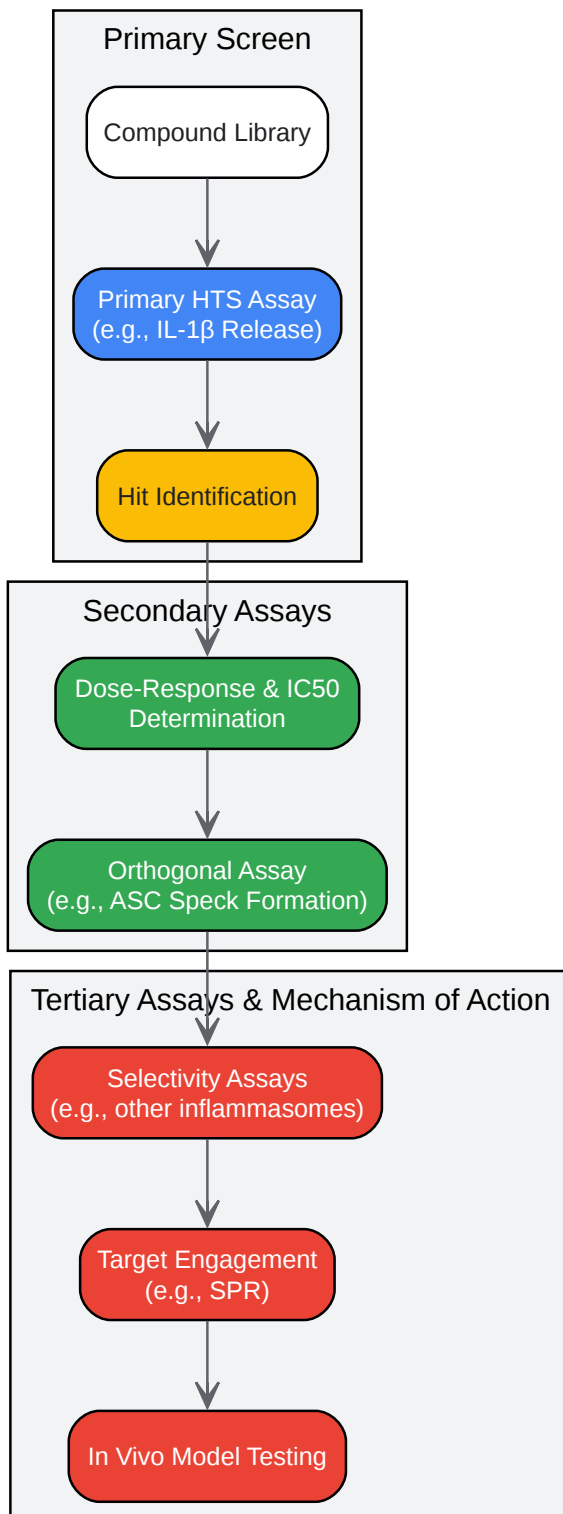 Primary Screen
Compound Library
Primary HTS Assay
(e.g., IL-1β Release)
Hit Identification
Secondary Assays
Dose-Response & IC50
Determination
Orthogonal Assay
(e.g., ASC Speck Formation)
Tertiary Assays & Mechanism of Action
Selectivity Assays
(e.g., other inflammasomes)
Target Engagement
(e.g., SPR)
In Vivo Model Testing